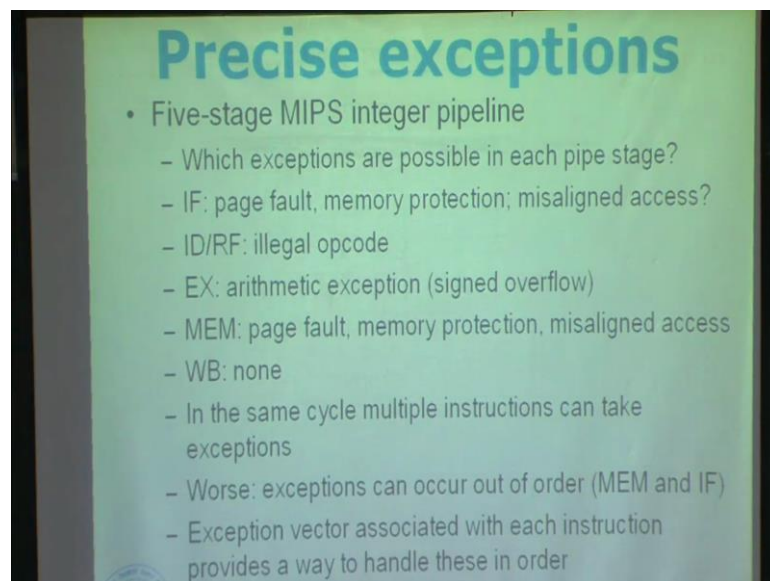 Precise exceptions
• Five-stage MIPS integer pipeline
– Which exceptions are possible in each pipe stage?
– IF: page fault, memory protection; misaligned access?
– ID/RF: illegal opcode
– EX: arithmetic exception (signed overflow)
– MEM: page fault, memory protection, misaligned access
– WB: none
– In the same cycle multiple instructions can take
exceptions
– Worse: exceptions can occur out of order (MEM and IF)
– Exception vector associated with each instruction
provides a way to handle these in order